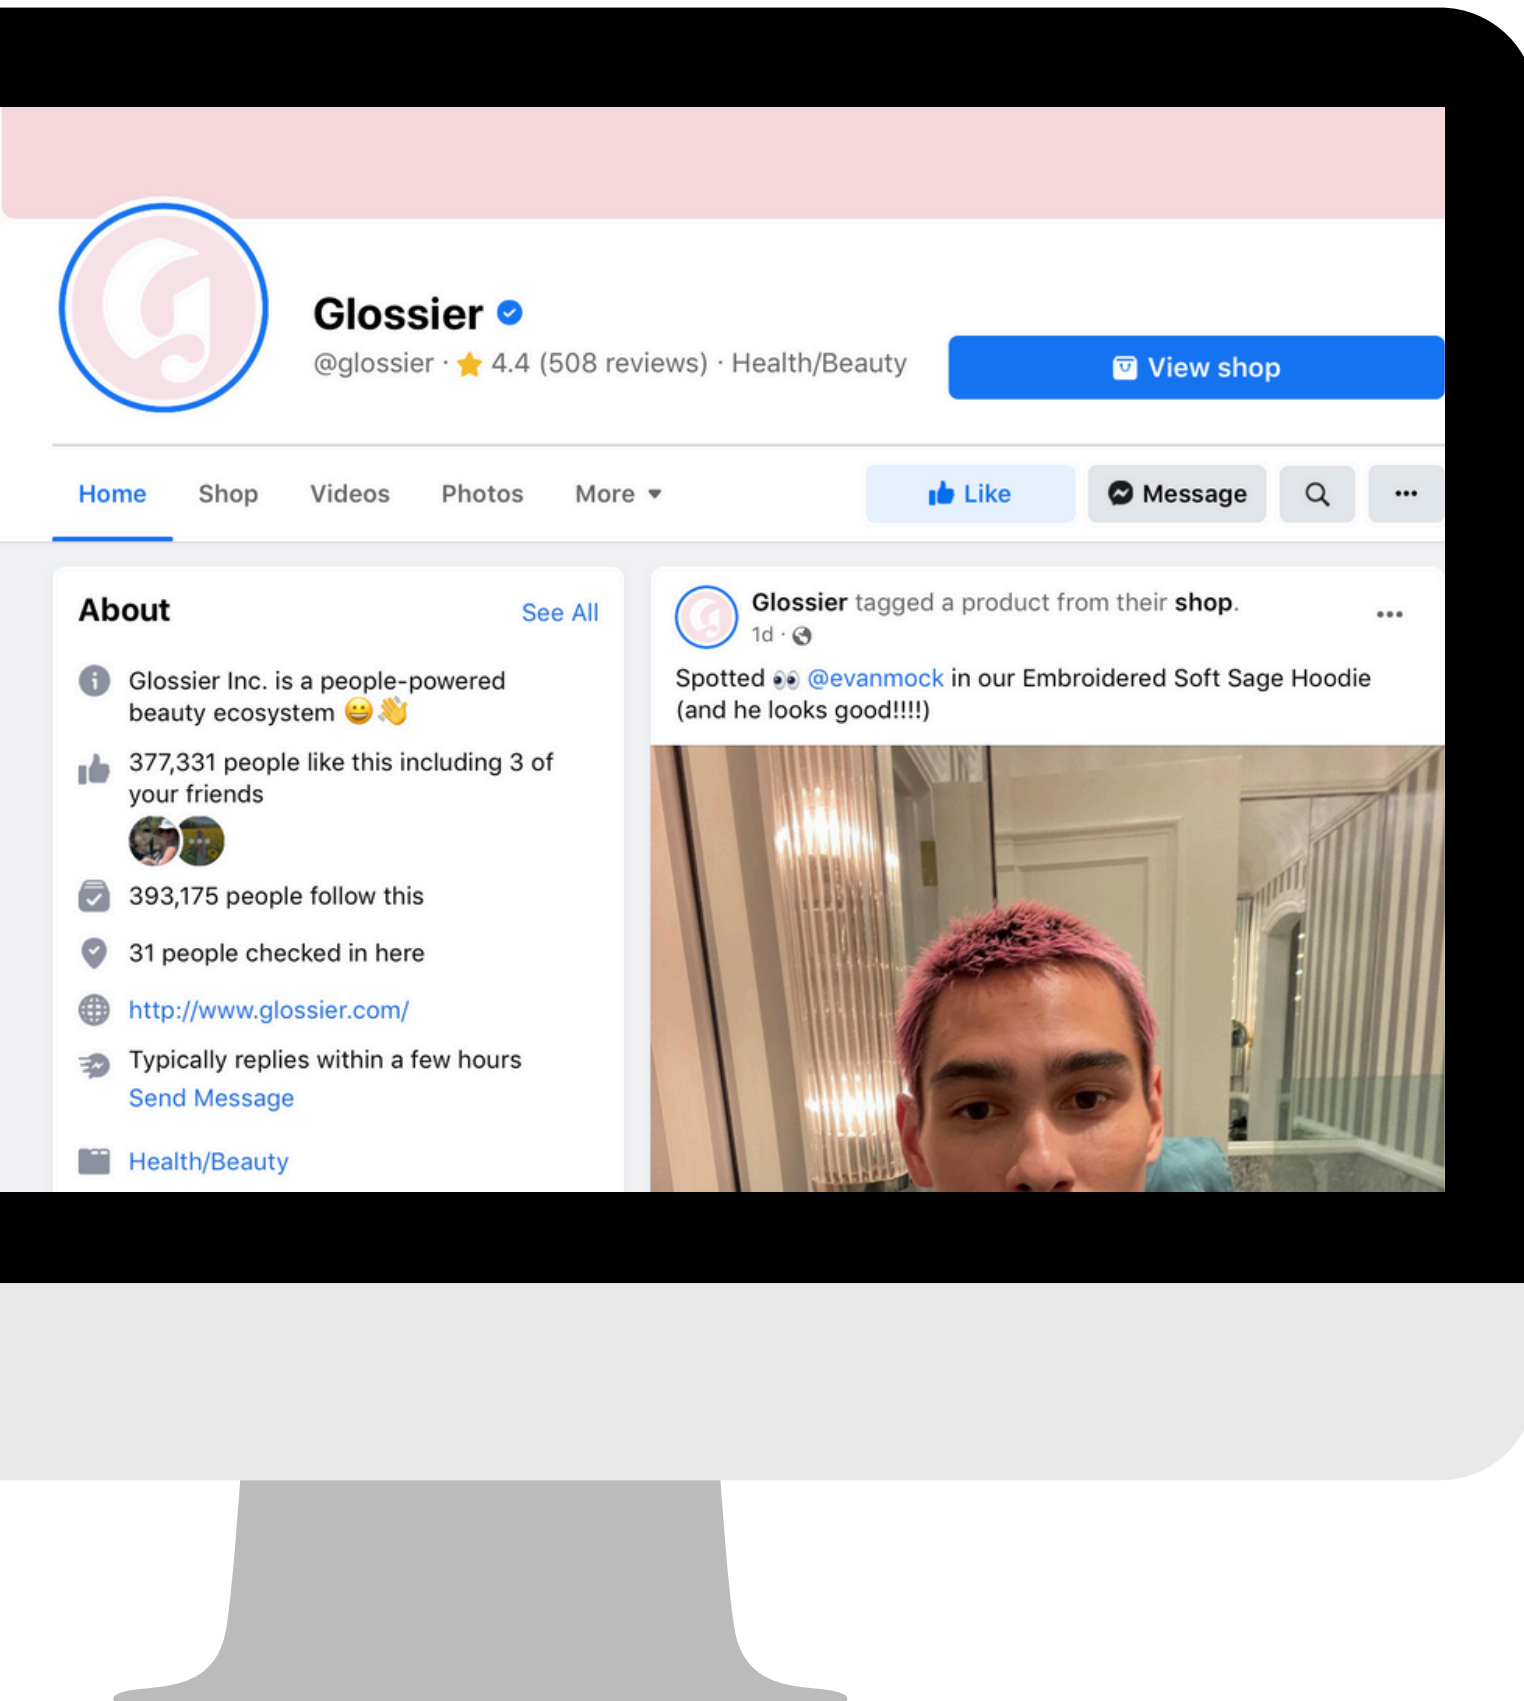 Glossier
@glossier · ⭐ 4.4 (508 reviews) · Health/Beauty
View shop
Home Shop Videos Photos More
Like Message
About See All
Glossier Inc. is a people-powered
beauty ecosystem 😀👋
377,331 people like this including 3 of
your friends
393,175 people follow this
31 people checked in here
http://www.glossier.com/
Typically replies within a few hours
Send Message
Health/Beauty
Glossier tagged a product from their shop.
1d ·
Spotted 👀 @evanmock in our Embroidered Soft Sage Hoodie
(and he looks good!!!!)